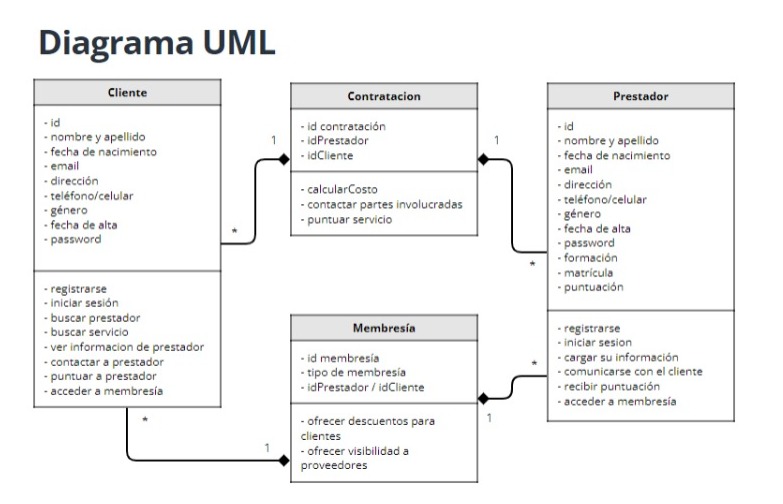 Diagrama UML
Cliente
- id
- nombre y apellido
- fecha de nacimiento
- email
- dirección
- teléfono/celular
- género
- fecha de alta
- password
- registrarse
- iniciar sesión
- buscar prestador
- buscar servicio
- ver informacion de prestador
- contactar a prestador
- puntuar a prestador
- acceder a membresía
Contratacion
- id contratación
- idPrestador
- idCliente
- calcularCosto
- contactar partes involucradas
- puntuar servicio
Prestador
- id
- nombre y apellido
- fecha de nacimiento
- email
- dirección
- teléfono/celular
- género
- fecha de alta
- password
- formación
- matrícula
- puntuación
- registrarse
- iniciar sesion
- cargar su información
- comunicarse con el cliente
- recibir puntuación
- acceder a membresía
Membresía
- id membresía
- tipo de membresía
- idPrestador / idCliente
- ofrecer descuentos para
clientes
- ofrecer visibilidad a
proveedores
1
*
1
*
*
1
*
1